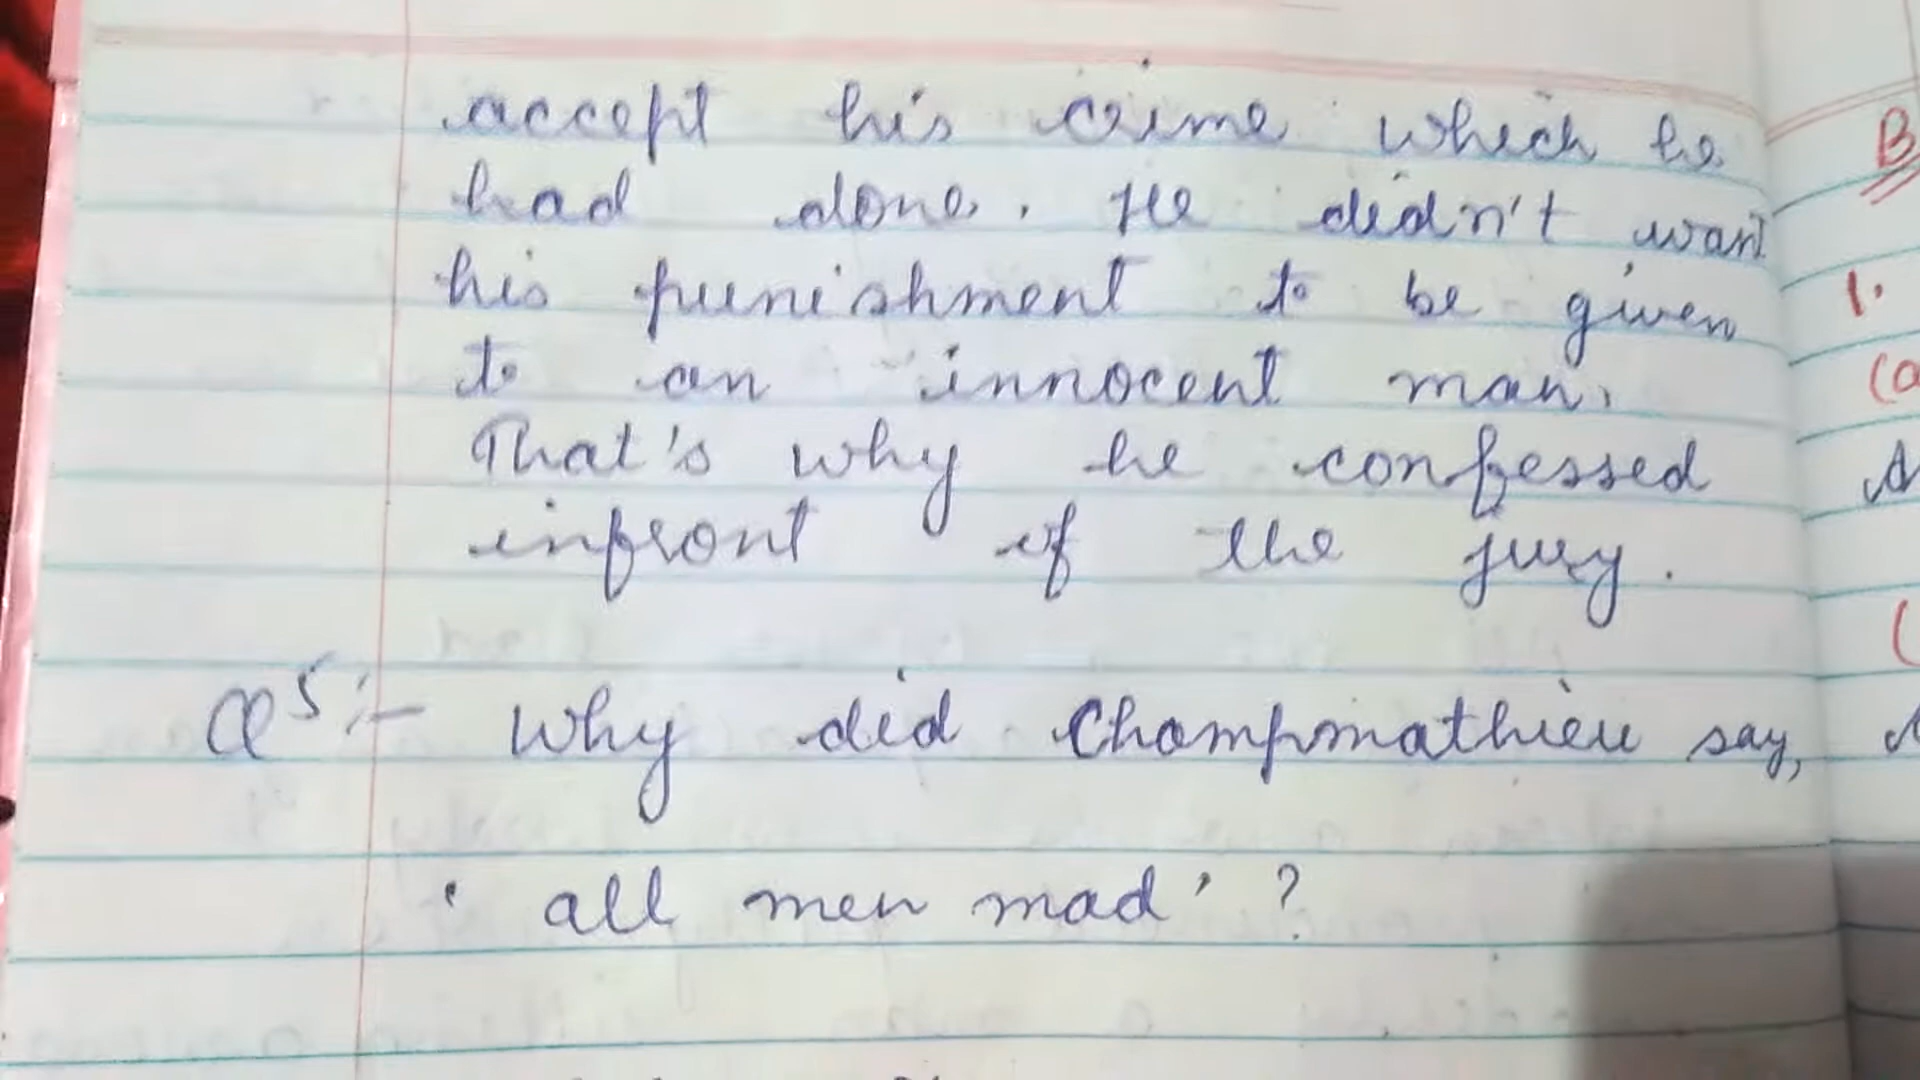 accept his crime which he
had done. He didn't want
his punishment to be given
to an innocent man.
That's why he confessed
infront of the jury.
Q5:- Why did Champmathieu say,
'all men mad'?
B
1.
(a